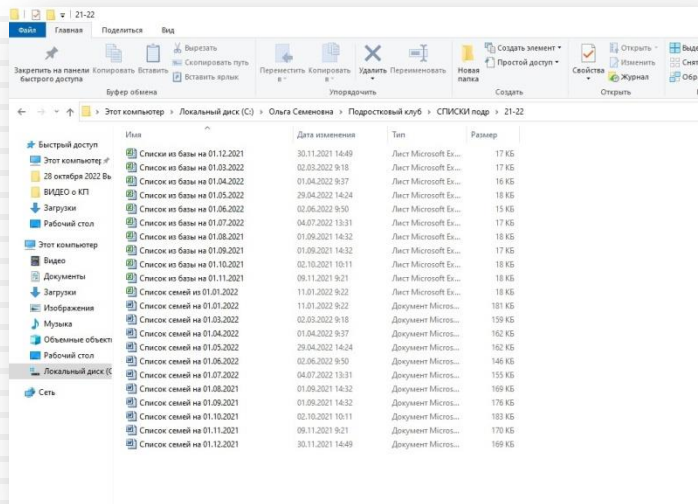 21-22
Файл Главная Поделиться Вид
Закрепить на панели быстрого доступа
Копировать
Вставить
Вырезать
Скопировать путь
Вставить ярлык
Буфер обмена
Переместить в
Копировать в
Удалить
Переименовать
Упорядочить
Новая папка
Создать элемент
Простой доступ
Создать
Свойства
Открыть
Изменить
Журнал
Открыть
Этот компьютер > Локальный диск (C:) > Ольга Семеновна > Подростковый клуб > СПИСКИ подр > 21-22
Имя Дата изменения Тип Размер
Быстрый доступ
Этот компьютер
28 октября 2022 Вы
ВИДЕО о КП
Загрузки
Рабочий стол
Этот компьютер
Видео
Документы
Загрузки
Изображения
Музыка
Объемные объекты
Рабочий стол
Локальный диск (C
Сеть
Списки из базы на 01.12.2021 30.11.2021 14:49 Лист Microsoft Ex... 17 КБ
Список из базы на 01.03.2022 02.03.2022 9:18 Лист Microsoft Ex... 17 КБ
Список из базы на 01.04.2022 01.04.2022 9:37 Лист Microsoft Ex... 16 КБ
Список из базы на 01.05.2022 29.04.2022 14:24 Лист Microsoft Ex... 18 КБ
Список из базы на 01.06.2022 02.06.2022 9:50 Лист Microsoft Ex... 15 КБ
Список из базы на 01.07.2022 04.07.2022 13:31 Лист Microsoft Ex... 17 КБ
Список из базы на 01.08.2021 01.09.2021 14:32 Лист Microsoft Ex... 18 КБ
Список из базы на 01.09.2021 01.09.2021 14:32 Лист Microsoft Ex... 17 КБ
Список из базы на 01.10.2021 02.10.2021 10:11 Лист Microsoft Ex... 18 КБ
Список из базы на 01.11.2021 09.11.2021 9:21 Лист Microsoft Ex... 18 КБ
Список семей из 01.01.2022 11.01.2022 9:22 Лист Microsoft Ex... 18 КБ
Список семей на 01.01.2022 11.01.2022 9:22 Документ Micros... 181 КБ
Список семей на 01.03.2022 02.03.2022 9:18 Документ Micros... 159 КБ
Список семей на 01.04.2022 01.04.2022 9:37 Документ Micros... 162 КБ
Список семей на 01.05.2022 29.04.2022 14:24 Документ Micros... 162 КБ
Список семей на 01.06.2022 02.06.2022 9:50 Документ Micros... 146 КБ
Список семей на 01.07.2022 04.07.2022 13:31 Документ Micros... 155 КБ
Список семей на 01.08.2021 01.09.2021 14:32 Документ Micros... 169 КБ
Список семей на 01.09.2021 01.09.2021 14:32 Документ Micros... 176 КБ
Список семей на 01.10.2021 02.10.2021 10:11 Документ Micros... 183 КБ
Список семей на 01.11.2021 09.11.2021 9:21 Документ Micros... 170 КБ
Список семей на 01.12.2021 30.11.2021 14:49 Документ Micros... 169 КБ